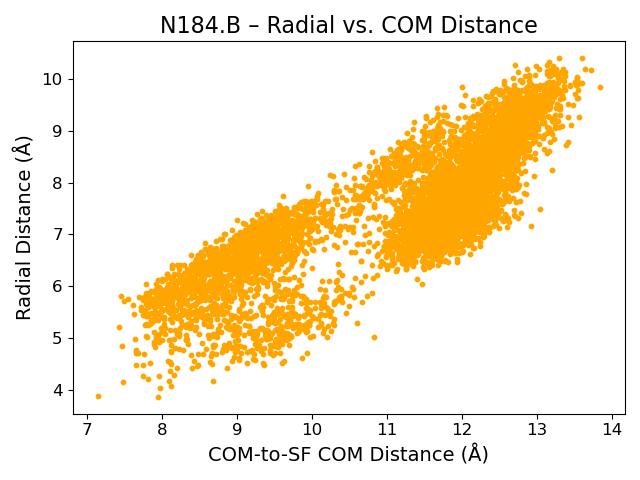 N184.B – Radial vs. COM Distance
Radial Distance (Å)
10
9
8
7
6
5
4
7 8 9 10 11 12 13 14
COM-to-SF COM Distance (Å)